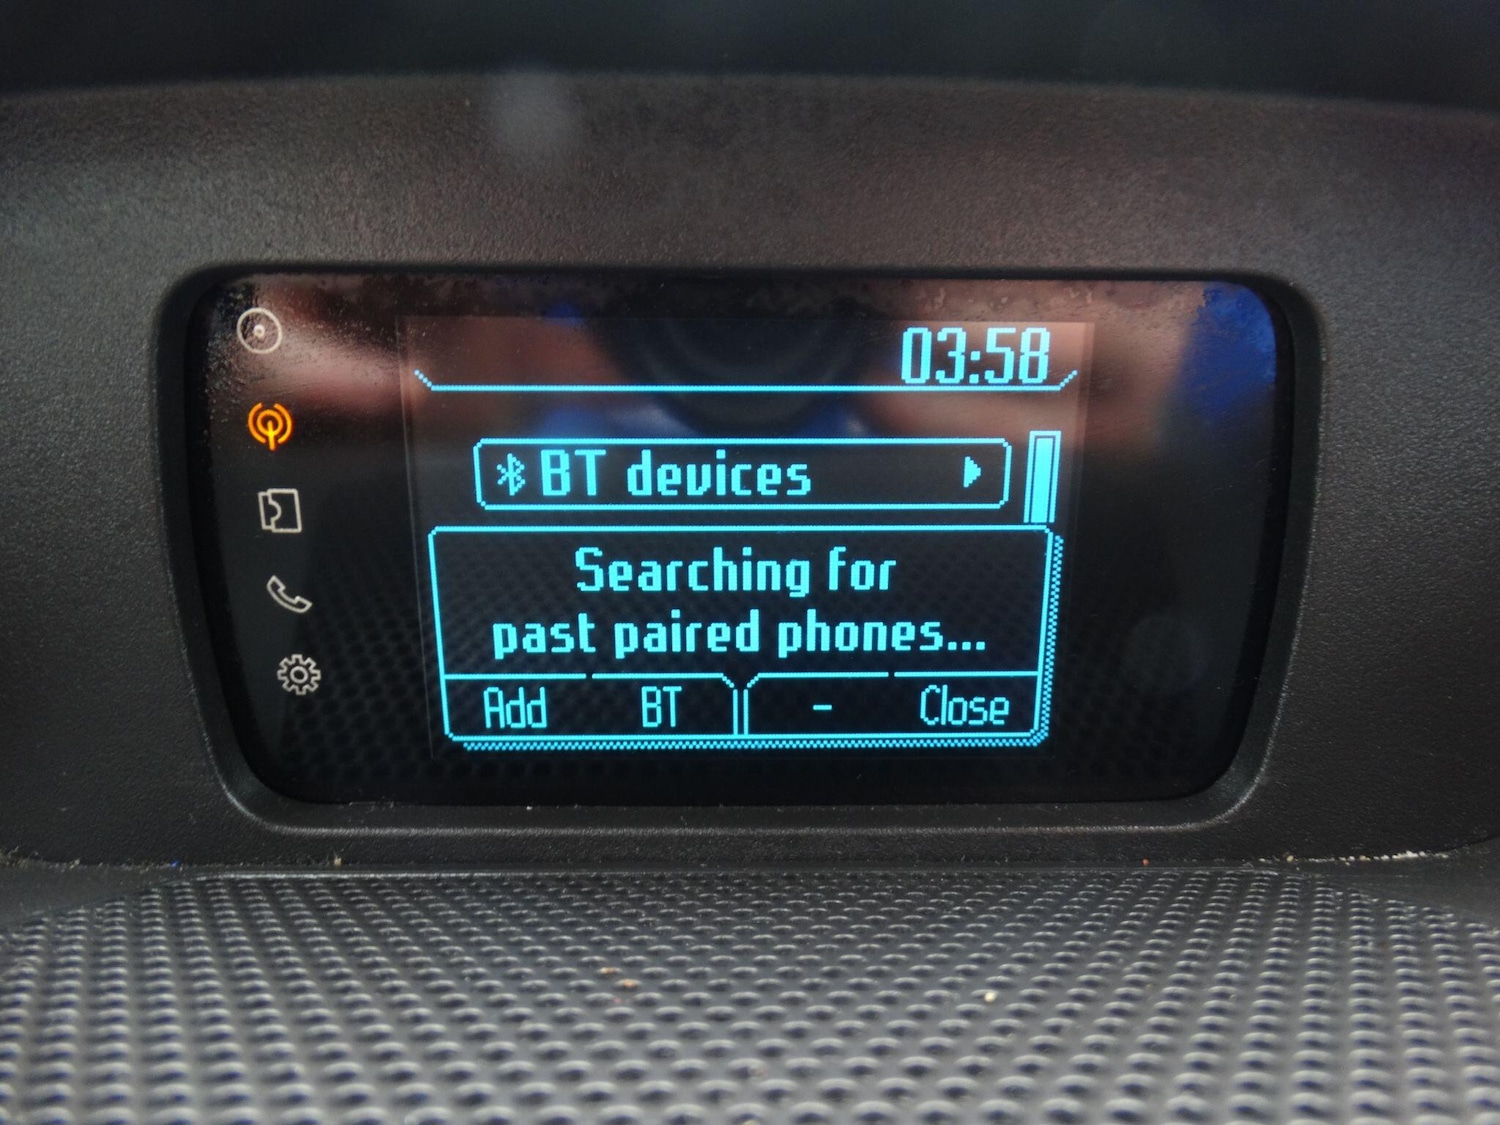 03:58
BT devices
Searching for
past paired phones...
Add BT - Close